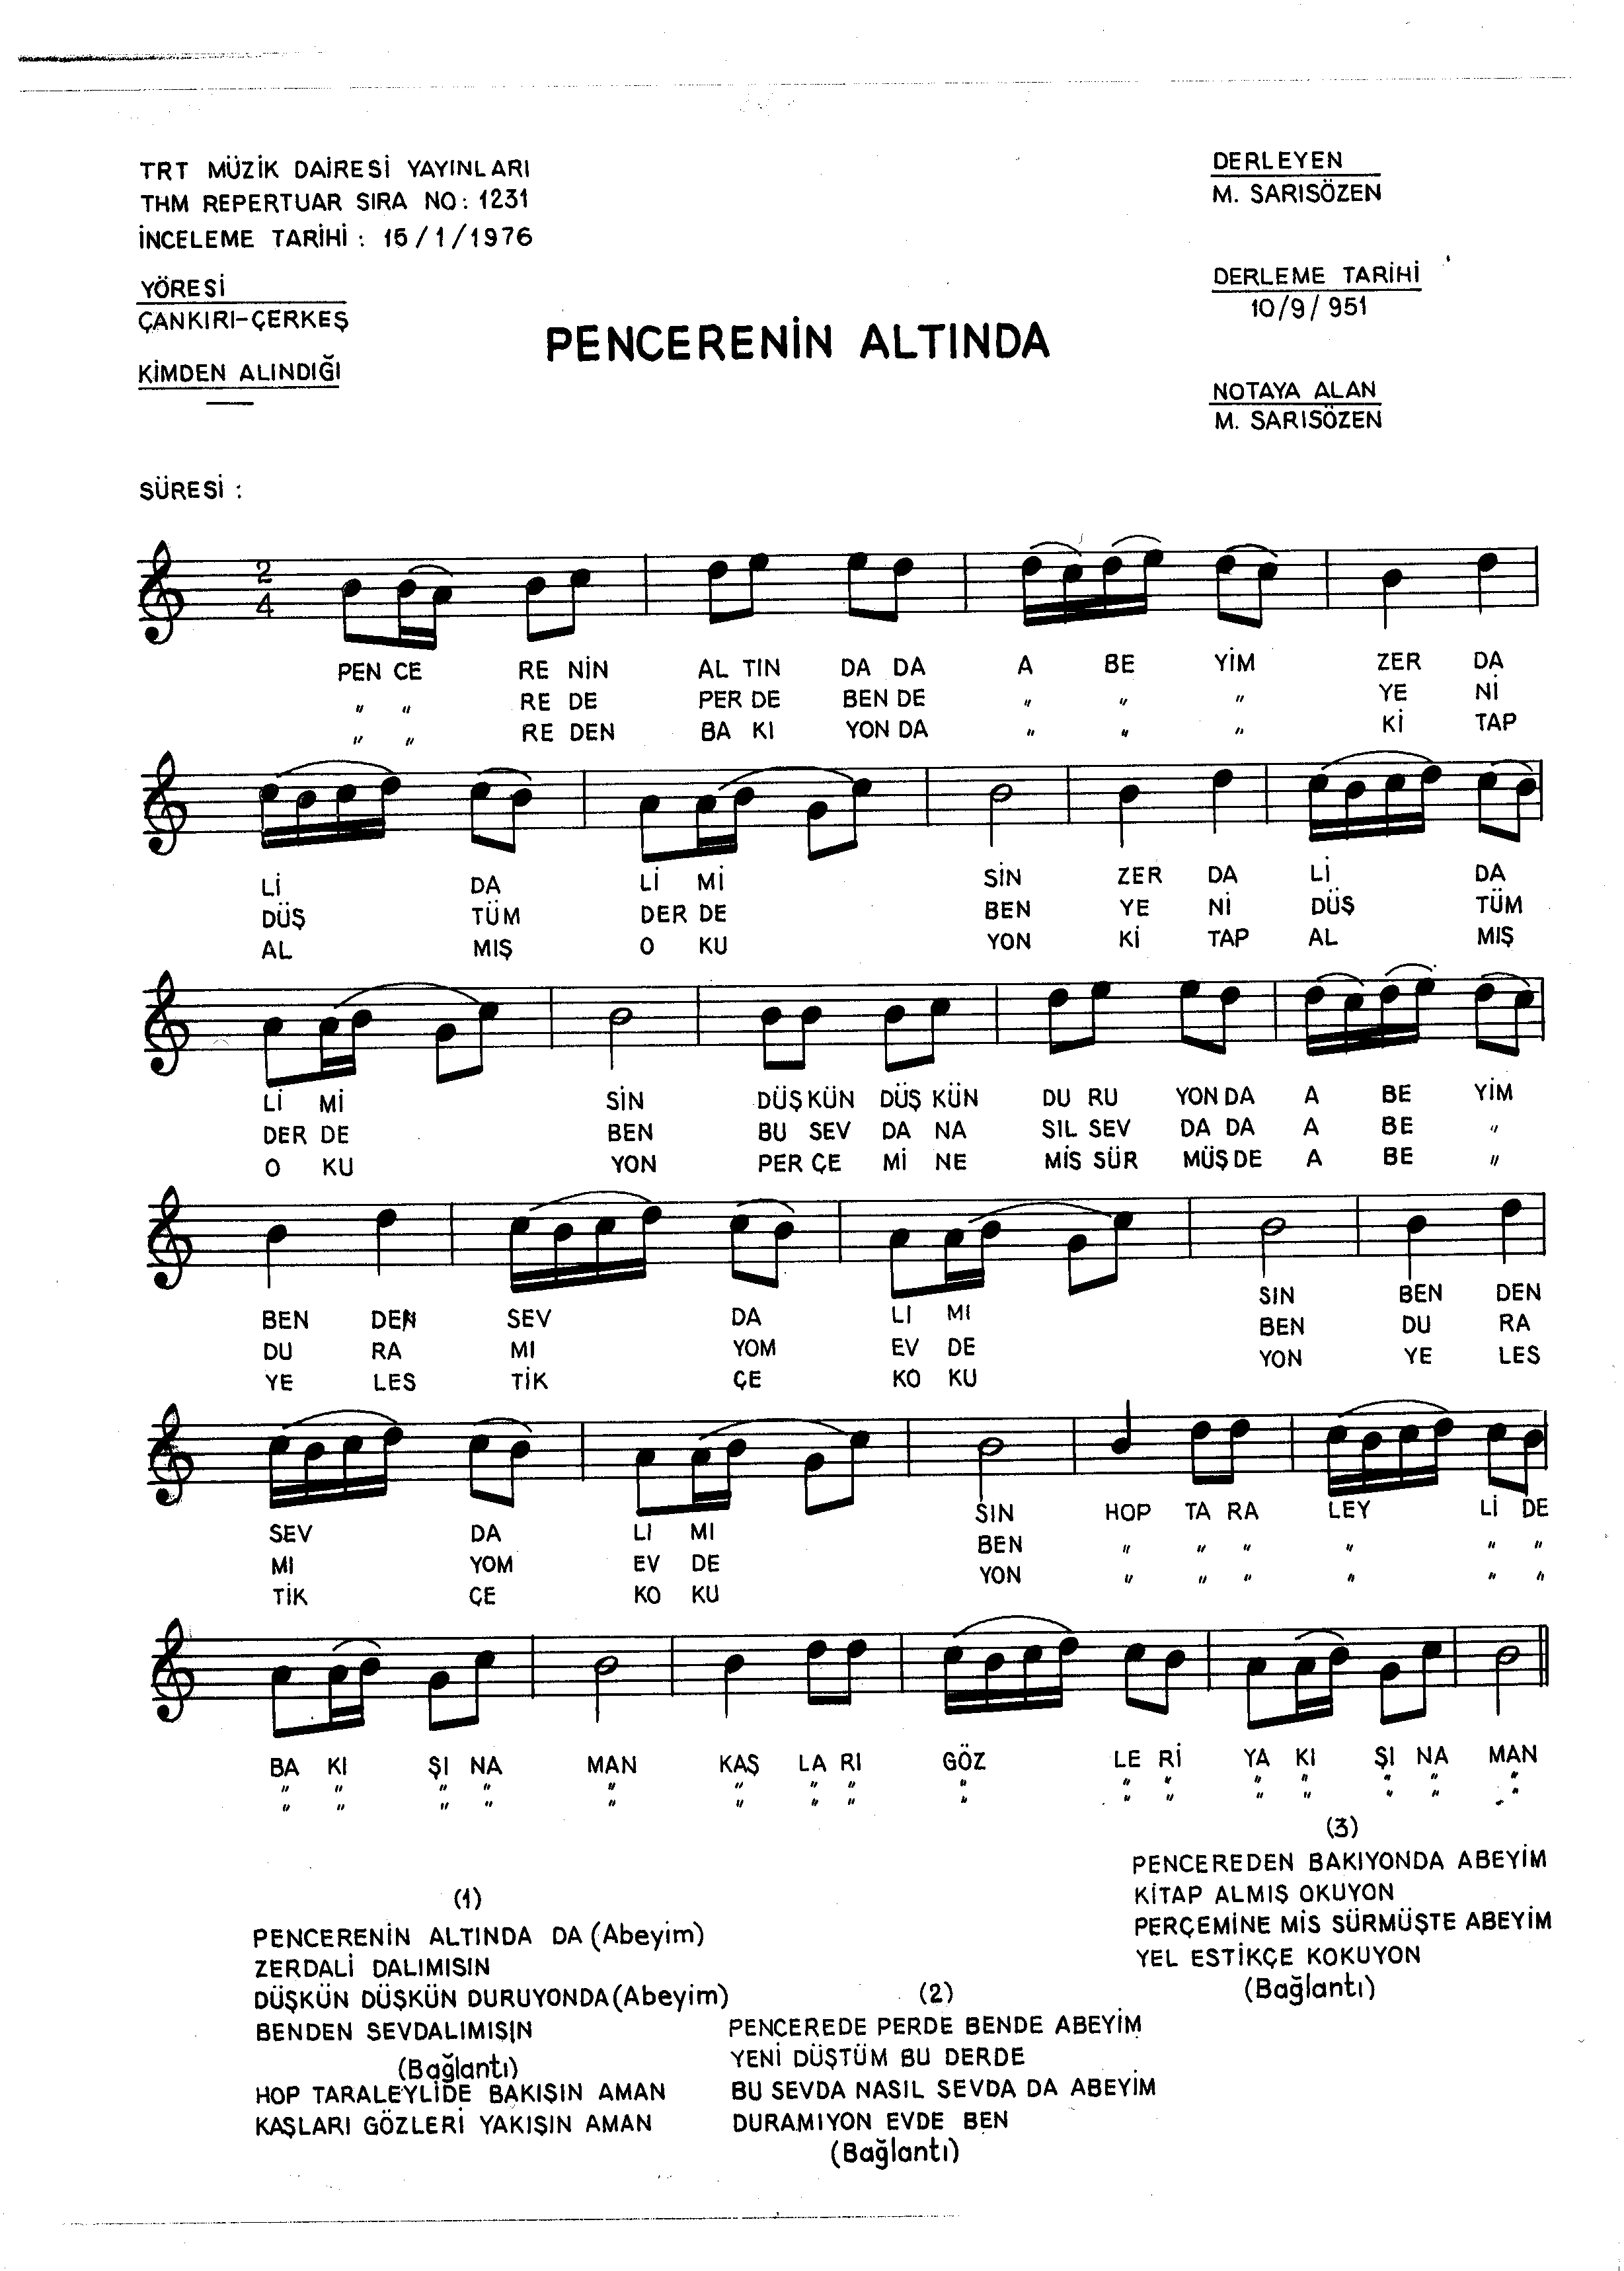 TRT MÜZİK DAİRESİ YAYINLARI
THM REPERTUAR SIRA NO: 1231
İNCELEME TARİHİ : 15/1/1976
YÖRESİ
ÇANKIRI-ÇERKEŞ
KİMDEN ALINDIĞI
DERLEYEN
M. SARISÖZEN
DERLEME TARİHİ
10/9/951
NOTAYA ALAN
M. SARISÖZEN
PENCERENİN ALTINDA
SÜRESİ :
2
4
PEN CE RE NİN AL TIN DA DA A BE YİM ZER DA
" " RE DE PER DE BEN DE " " " YE Nİ
" " RE DEN BA KI YON DA " " " Kİ TAP
Lİ DA Lİ Mİ SİN ZER DA Lİ DA
DÜŞ TÜM DER DE BEN YE Nİ DÜŞ TÜM
AL MIŞ O KU YON Kİ TAP AL MIŞ
Lİ Mİ SİN DÜŞ KÜN DÜŞ KÜN DU RU YON DA A BE YİM
DER DE BEN BU SEV DA NA SIL SEV DA DA A BE "
O KU YON PER ÇE Mİ NE MİS SÜR MÜŞ DE A BE "
BEN DEN SEV DA LI MI SIN BEN DEN
DU RA MI YOM EV DE BEN DU RA
YE LES TİK ÇE KO KU YON YE LES
SEV DA LI MI SIN HOP TA RA LEY Lİ DE
MI YOM EV DE BEN " " " " " "
TİK ÇE KO KU YON " " " " " "
BA KI ŞI NA MAN KAŞ LA RI GÖZ LE Rİ YA KI ŞI NA MAN
" " " " " " " " " " " " " " " "
" " " " " " " " " " " " " " " "
(1)
PENCERENİN ALTINDA DA (Abeyim)
ZERDALİ DALIMISIN
DÜŞKÜN DÜŞKÜN DURUYONDA (Abeyim)
BENDEN SEVDALIMISIN
(Bağlantı)
HOP TARALEYLİDE BAKIŞIN AMAN
KAŞLARI GÖZLERİ YAKIŞIN AMAN
(2)
PENCEREDE PERDE BENDE ABEYİM
YENİ DÜŞTÜM BU DERDE
BU SEVDA NASIL SEVDA DA ABEYİM
DURAMIYON EVDE BEN
(Bağlantı)
(3)
PENCEREDEN BAKIYONDA ABEYİM
KİTAP ALMIŞ OKUYON
PERÇEMİNE MİS SÜRMÜŞTE ABEYİM
YEL ESTİKÇE KOKUYON
(Bağlantı)